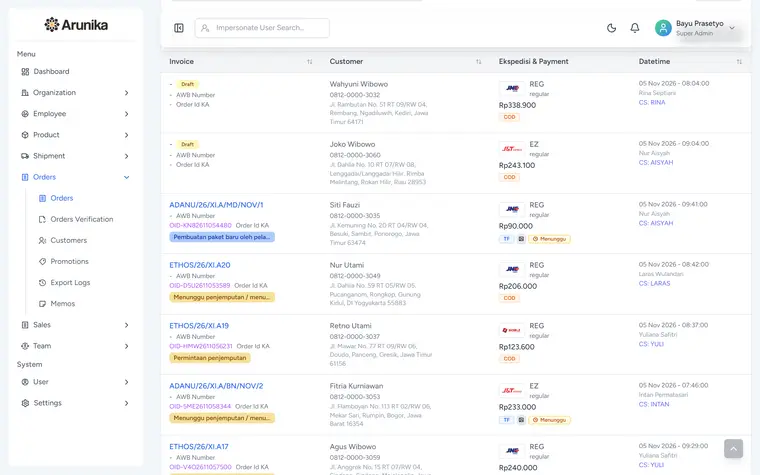 Arunika
Impersonate User Search...
Bayu Prasetyo
Super Admin
Menu
Dashboard
Organization
Employee
Product
Shipment
Orders
Orders
Orders Verification
Customers
Promotions
Export Logs
Memos
Sales
Team
System
User
Settings
Invoice Customer Ekspedisi & Payment Datetime
- Draft
- AWB Number
- Order Id KA
Wahyuni Wibowo
0812-0000-3032
Jl. Rambutan No. 51 RT 09/RW 04,
Rembang, Ngadiluwih, Kediri, Jawa
Timur 64171
JNE REG
regular
Rp338.900
COD
05 Nov 2026 - 08:04:00
Rina Septiani
CS: RINA
- Draft
- AWB Number
- Order Id KA
Joko Wibowo
0812-0000-3060
Jl. Dahlia No. 10 RT 07/RW 08,
Lenggadai/Langgadai Hilir, Rimba
Melintang, Rokan Hilir, Riau 28953
J&T EZ
regular
Rp243.100
COD
05 Nov 2026 - 09:04:00
Nur Aisyah
CS: AISYAH
ADANU/26/XI.A/MD/NOV/1
- AWB Number
OID-KN82611054480 Order Id KA
Pembuatan paket baru oleh pela...
Siti Fauzi
0812-0000-3035
Jl. Kemuning No. 20 RT 04/RW 04,
Besuki, Sambit, Ponorogo, Jawa
Timur 63474
JNE REG
regular
Rp90.000
TF Menunggu
05 Nov 2026 - 09:41:00
Nur Aisyah
CS: AISYAH
ETHOS/26/XI.A20
- AWB Number
OID-D5U2611053589 Order Id KA
Menunggu penjemputan / menu...
Nur Utami
0812-0000-3049
Jl. Dahlia No. 59 RT 05/RW 05,
Pucanganom, Rongkop, Gunung
Kidul, DI Yogyakarta 55883
JNE REG
regular
Rp206.000
COD
05 Nov 2026 - 08:42:00
Laras Wulandari
CS: LARAS
ETHOS/26/XI.A19
- AWB Number
OID-HMW2611056231 Order Id KA
Permintaan penjemputan
Retno Utami
0812-0000-3037
Jl. Mawar No. 77 RT 09/RW 06,
Doudo, Panceng, Gresik, Jawa Timur
61156
REG
regular
Rp123.600
COD
05 Nov 2026 - 08:37:00
Yuliana Safitri
CS: YULI
ADANU/26/XI.A/BN/NOV/2
- AWB Number
OID-5ME2611058344 Order Id KA
Menunggu penjemputan / menu...
Fitria Kurniawan
0812-0000-3053
Jl. Flamboyan No. 113 RT 02/RW 06,
Mekar Sari, Rumpin, Bogor, Jawa
Barat 16354
J&T EZ
regular
Rp233.000
TF Menunggu
05 Nov 2026 - 07:46:00
Intan Permatasari
CS: INTAN
ETHOS/26/XI.A17
- AWB Number
OID-V4O2611057500 Order Id KA
Agus Wibowo
0812-0000-3059
Jl. Anggrek No. 15 RT 07/RW 04,
JNE REG
regular
Rp240.000
05 Nov 2026 - 09:29:00
Yuliana Safitri
CS: YULI